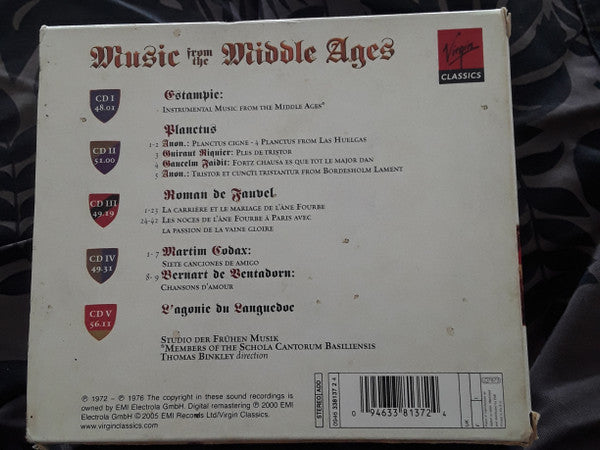 Music from the Middle Ages
Virgin
CLASSICS
CD I
48.01
Estampie:
Instrumental Music from the Middle Ages*
CD II
51.00
Planctus
1-2 Anon.: Planctus cigne - 4 Planctus from Las Huelgas
3 Guiraut Riquier: Ples de tristor
4 Gaucelm Faidit: Fortz chausa es que tot le major dan
5 Anon.: Tristor et cuncti tristantur from Bordesholm Lament
CD III
49.19
Roman de Fauvel
1-23 La carrière et le mariage de l'âne Fourbe
24-42 Les noces de l'âne Fourbe à Paris avec
la passion de la vaine gloire
CD IV
49.31
1-7 Martim Codax:
Siete canciones de amigo
8-9 Bernart de Ventadorn:
Chansons d'amour
CD V
56.11
L'agonie du Languedoc
Studio der Frühen Musik
*Members of the Schola Cantorum Basiliensis
Thomas Binkley direction
℗ 1972 – ℗ 1976 The copyright in these sound recordings is
owned by EMI Electrola GmbH. Digital remastering ℗ 2000 EMI
Electrola GmbH © 2005 EMI Records Ltd/Virgin Classics.
www.virginclassics.com
STEREO ADD
0946 338137 2 4
0 94633 81372 4
UK